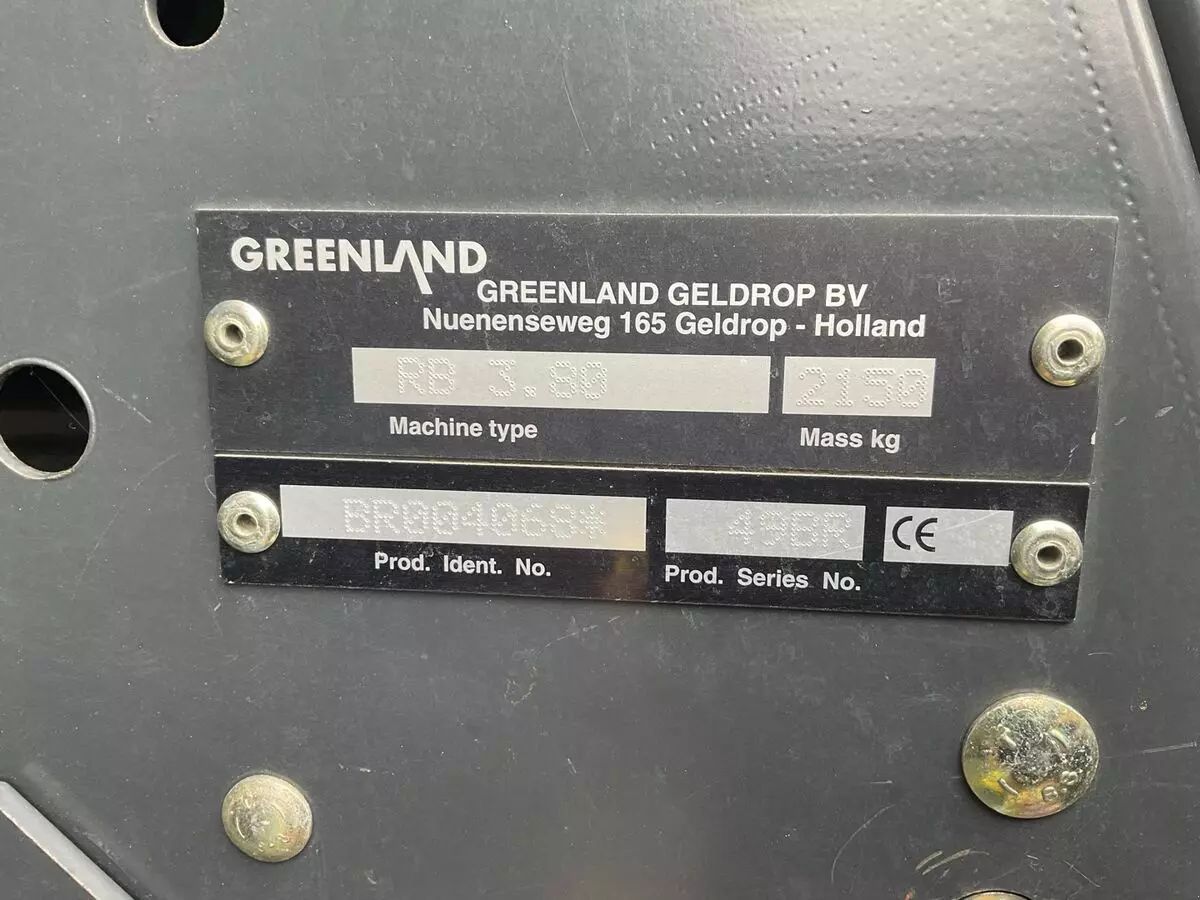 GREENLAND
GREENLAND GELDROP BV
Nuenenseweg 165 Geldrop - Holland
RB 3.80 2150
Machine type Mass kg
BR004068* 49BR CE
Prod. Ident. No. Prod. Series No.